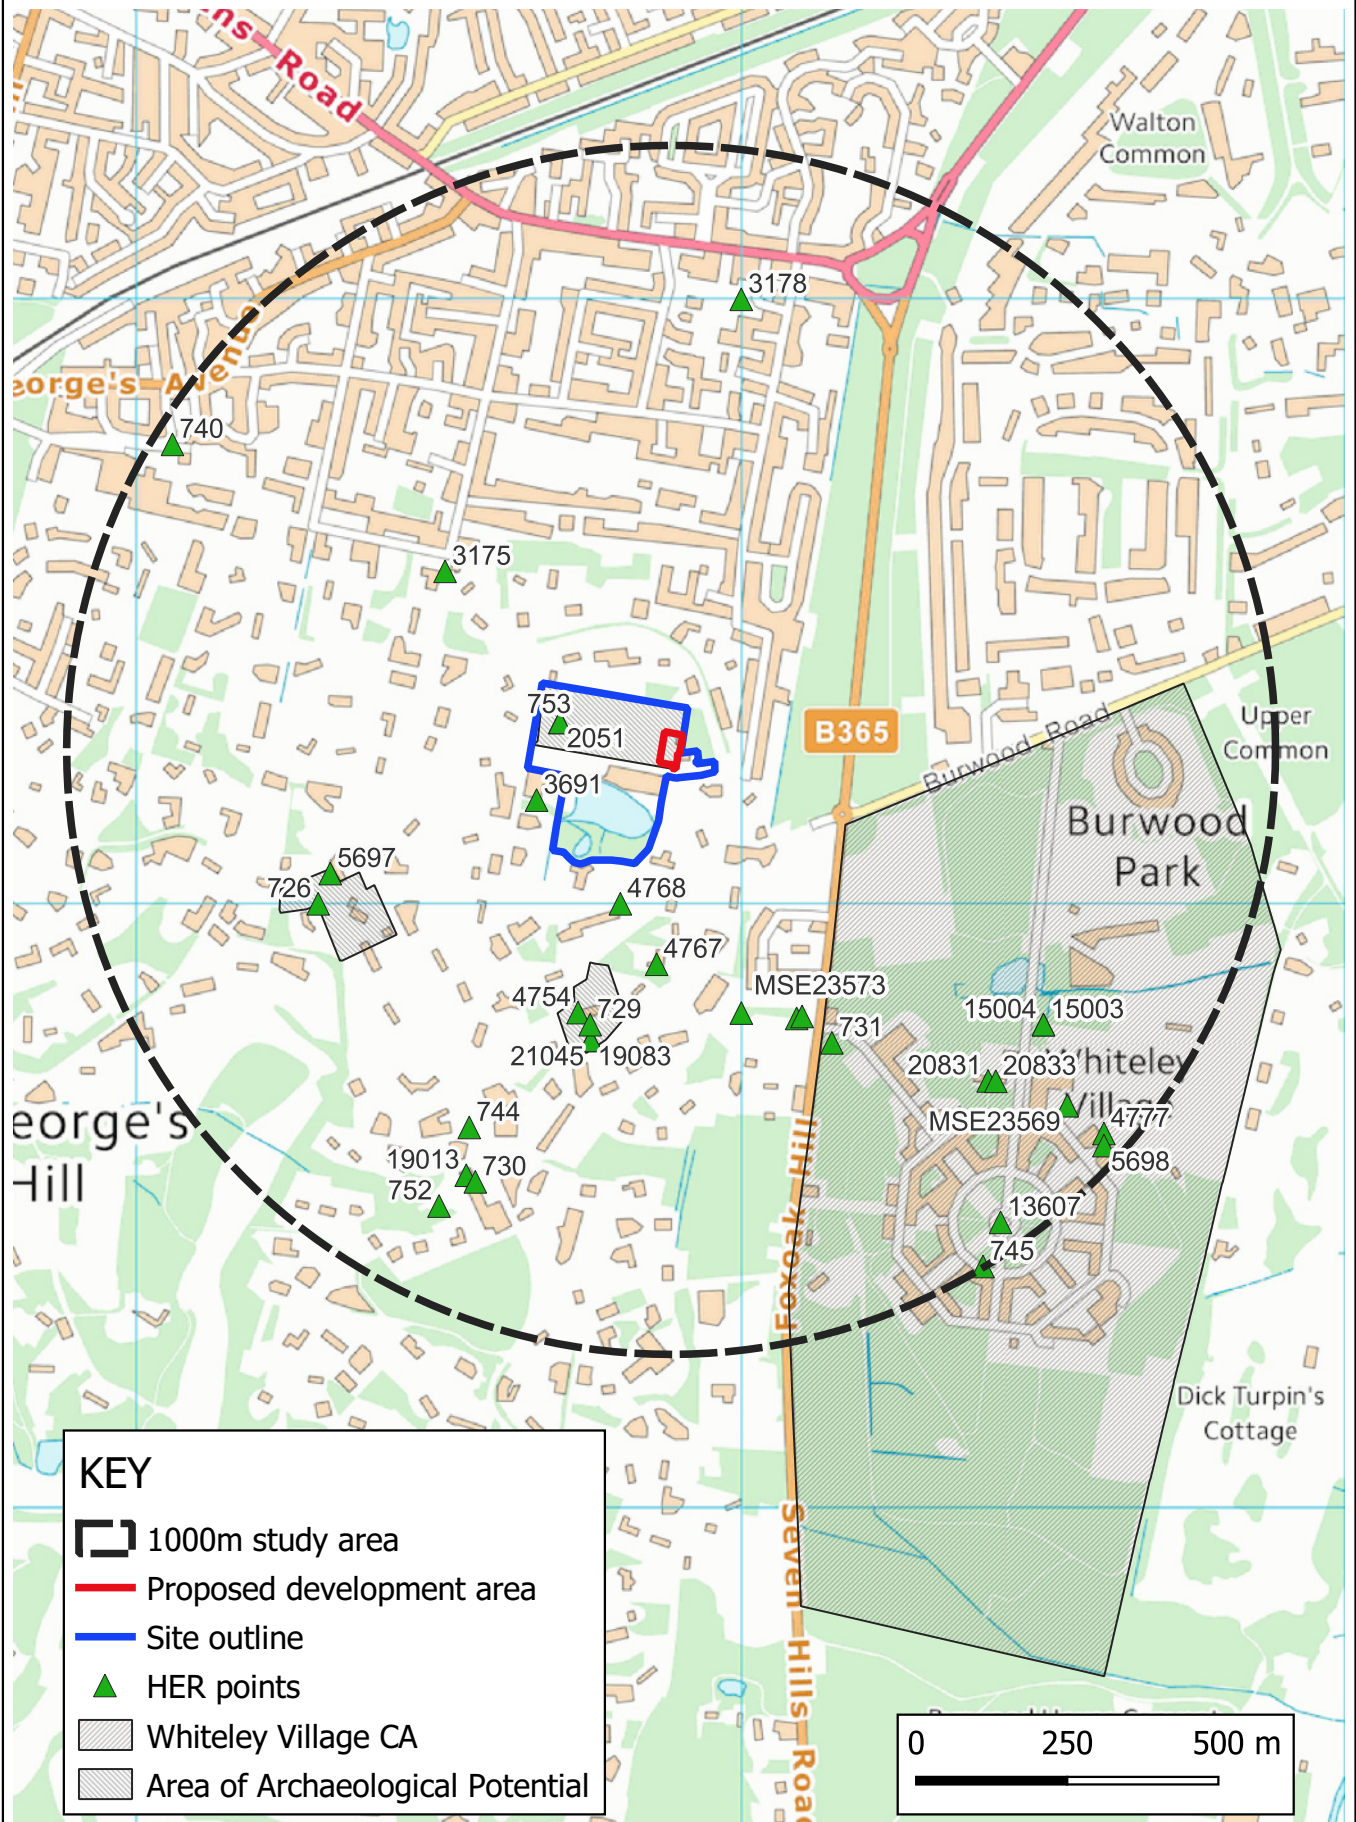 ns Road
Walton
Common
3178
eorge's Avenue
740
3175
753
2051
B365
Upper
Common
Burwood Road
3691
Burwood
Park
5697
726
4768
4767
MSE23573
4754
729
15004
15003
731
21045
19083
Whiteley
Village
20831
20833
MSE23569
4777
eorge's
Hill
744
5698
19013
730
752
13607
745
Foxoak Hill
Dick Turpin's
Cottage
Seven Hills Road
KEY
1000m study area
Proposed development area
Site outline
HER points
Whiteley Village CA
Area of Archaeological Potential
0 250 500 m